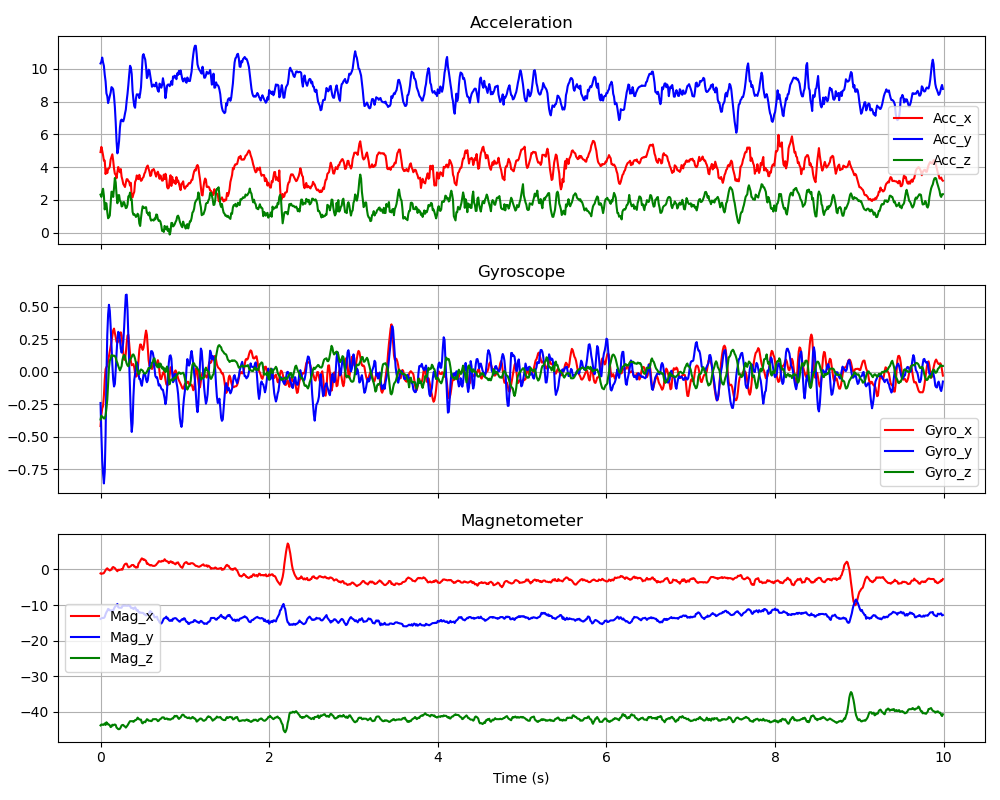 Acceleration
10
8
6
4
2
0
Acc_x
Acc_y
Acc_z
Gyroscope
0.50
0.25
0.00
−0.25
−0.50
−0.75
Gyro_x
Gyro_y
Gyro_z
Magnetometer
0
−10
−20
−30
−40
Mag_x
Mag_y
Mag_z
0 2 4 6 8 10
Time (s)